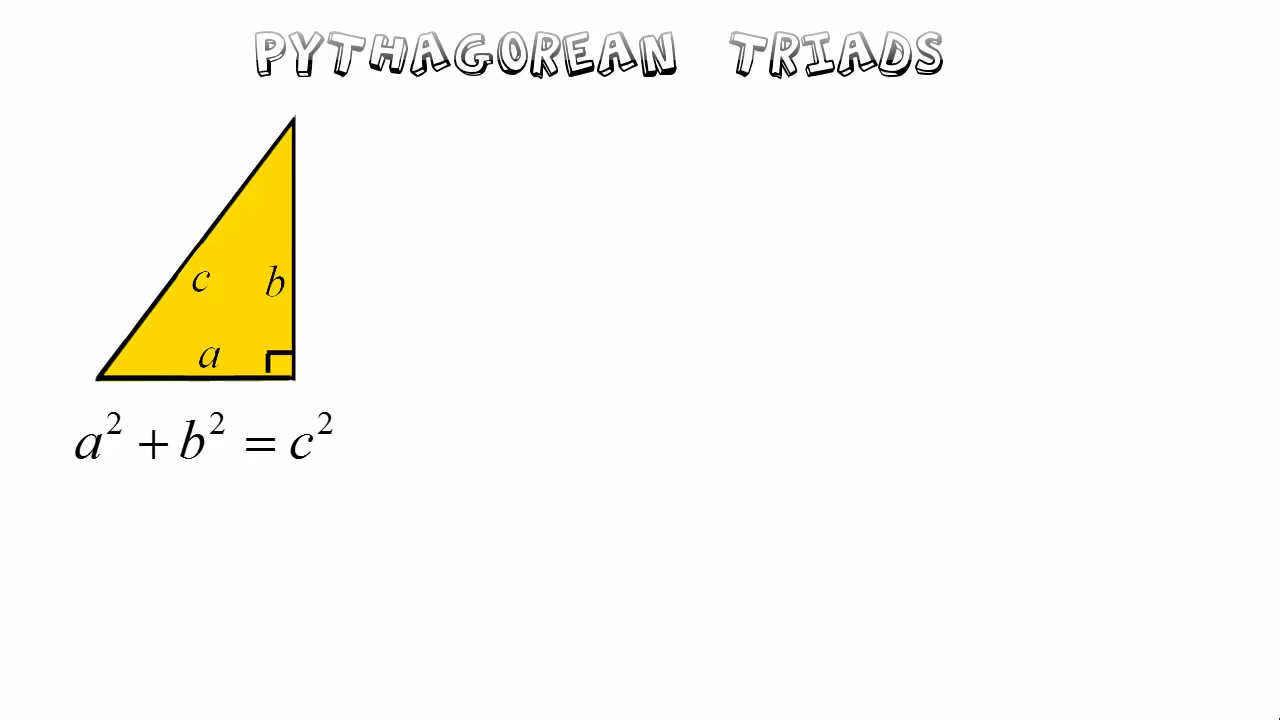 PYTHAGOREAN TRIADS
c b
a
a² + b² = c²